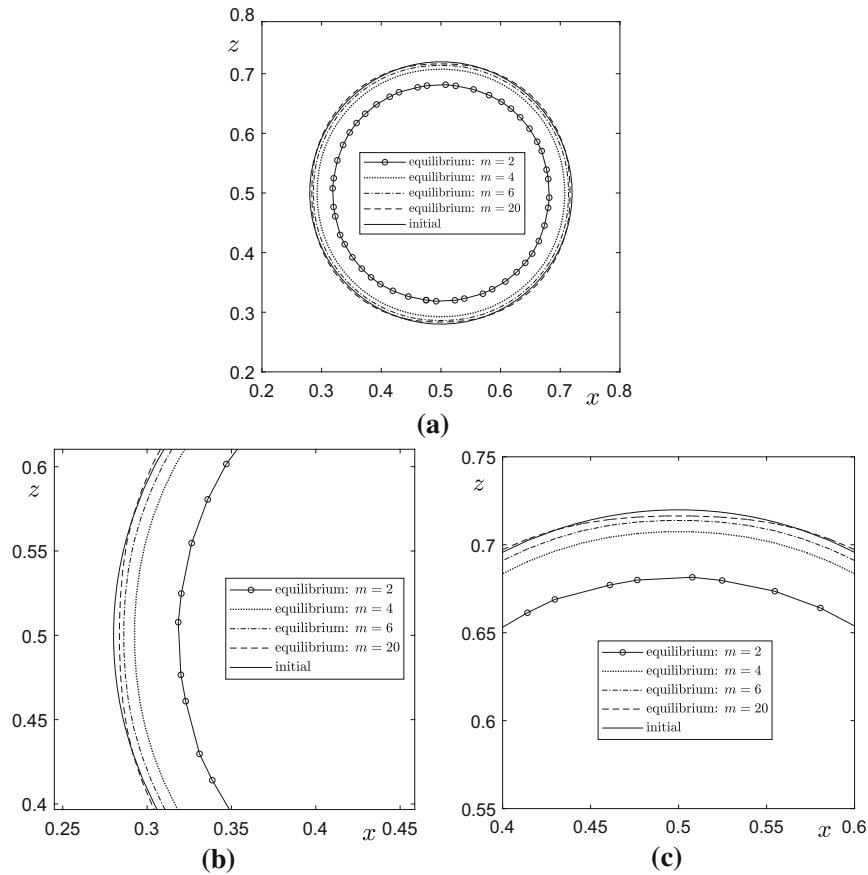 0.8
z
0.7
0.6
0.5
0.4
0.3
0.2
equilibrium: m = 2
equilibrium: m = 4
equilibrium: m = 6
equilibrium: m = 20
initial
0.2 0.3 0.4 0.5 0.6 0.7 0.8
x
(a)
0.6
z
0.55
0.5
0.45
0.4
equilibrium: m = 2
equilibrium: m = 4
equilibrium: m = 6
equilibrium: m = 20
initial
0.25 0.3 0.35 0.4 0.45
x
(b)
0.75
z
0.7
0.65
0.6
0.55
equilibrium: m = 2
equilibrium: m = 4
equilibrium: m = 6
equilibrium: m = 20
initial
0.4 0.45 0.5 0.55 0.6
x
(c)